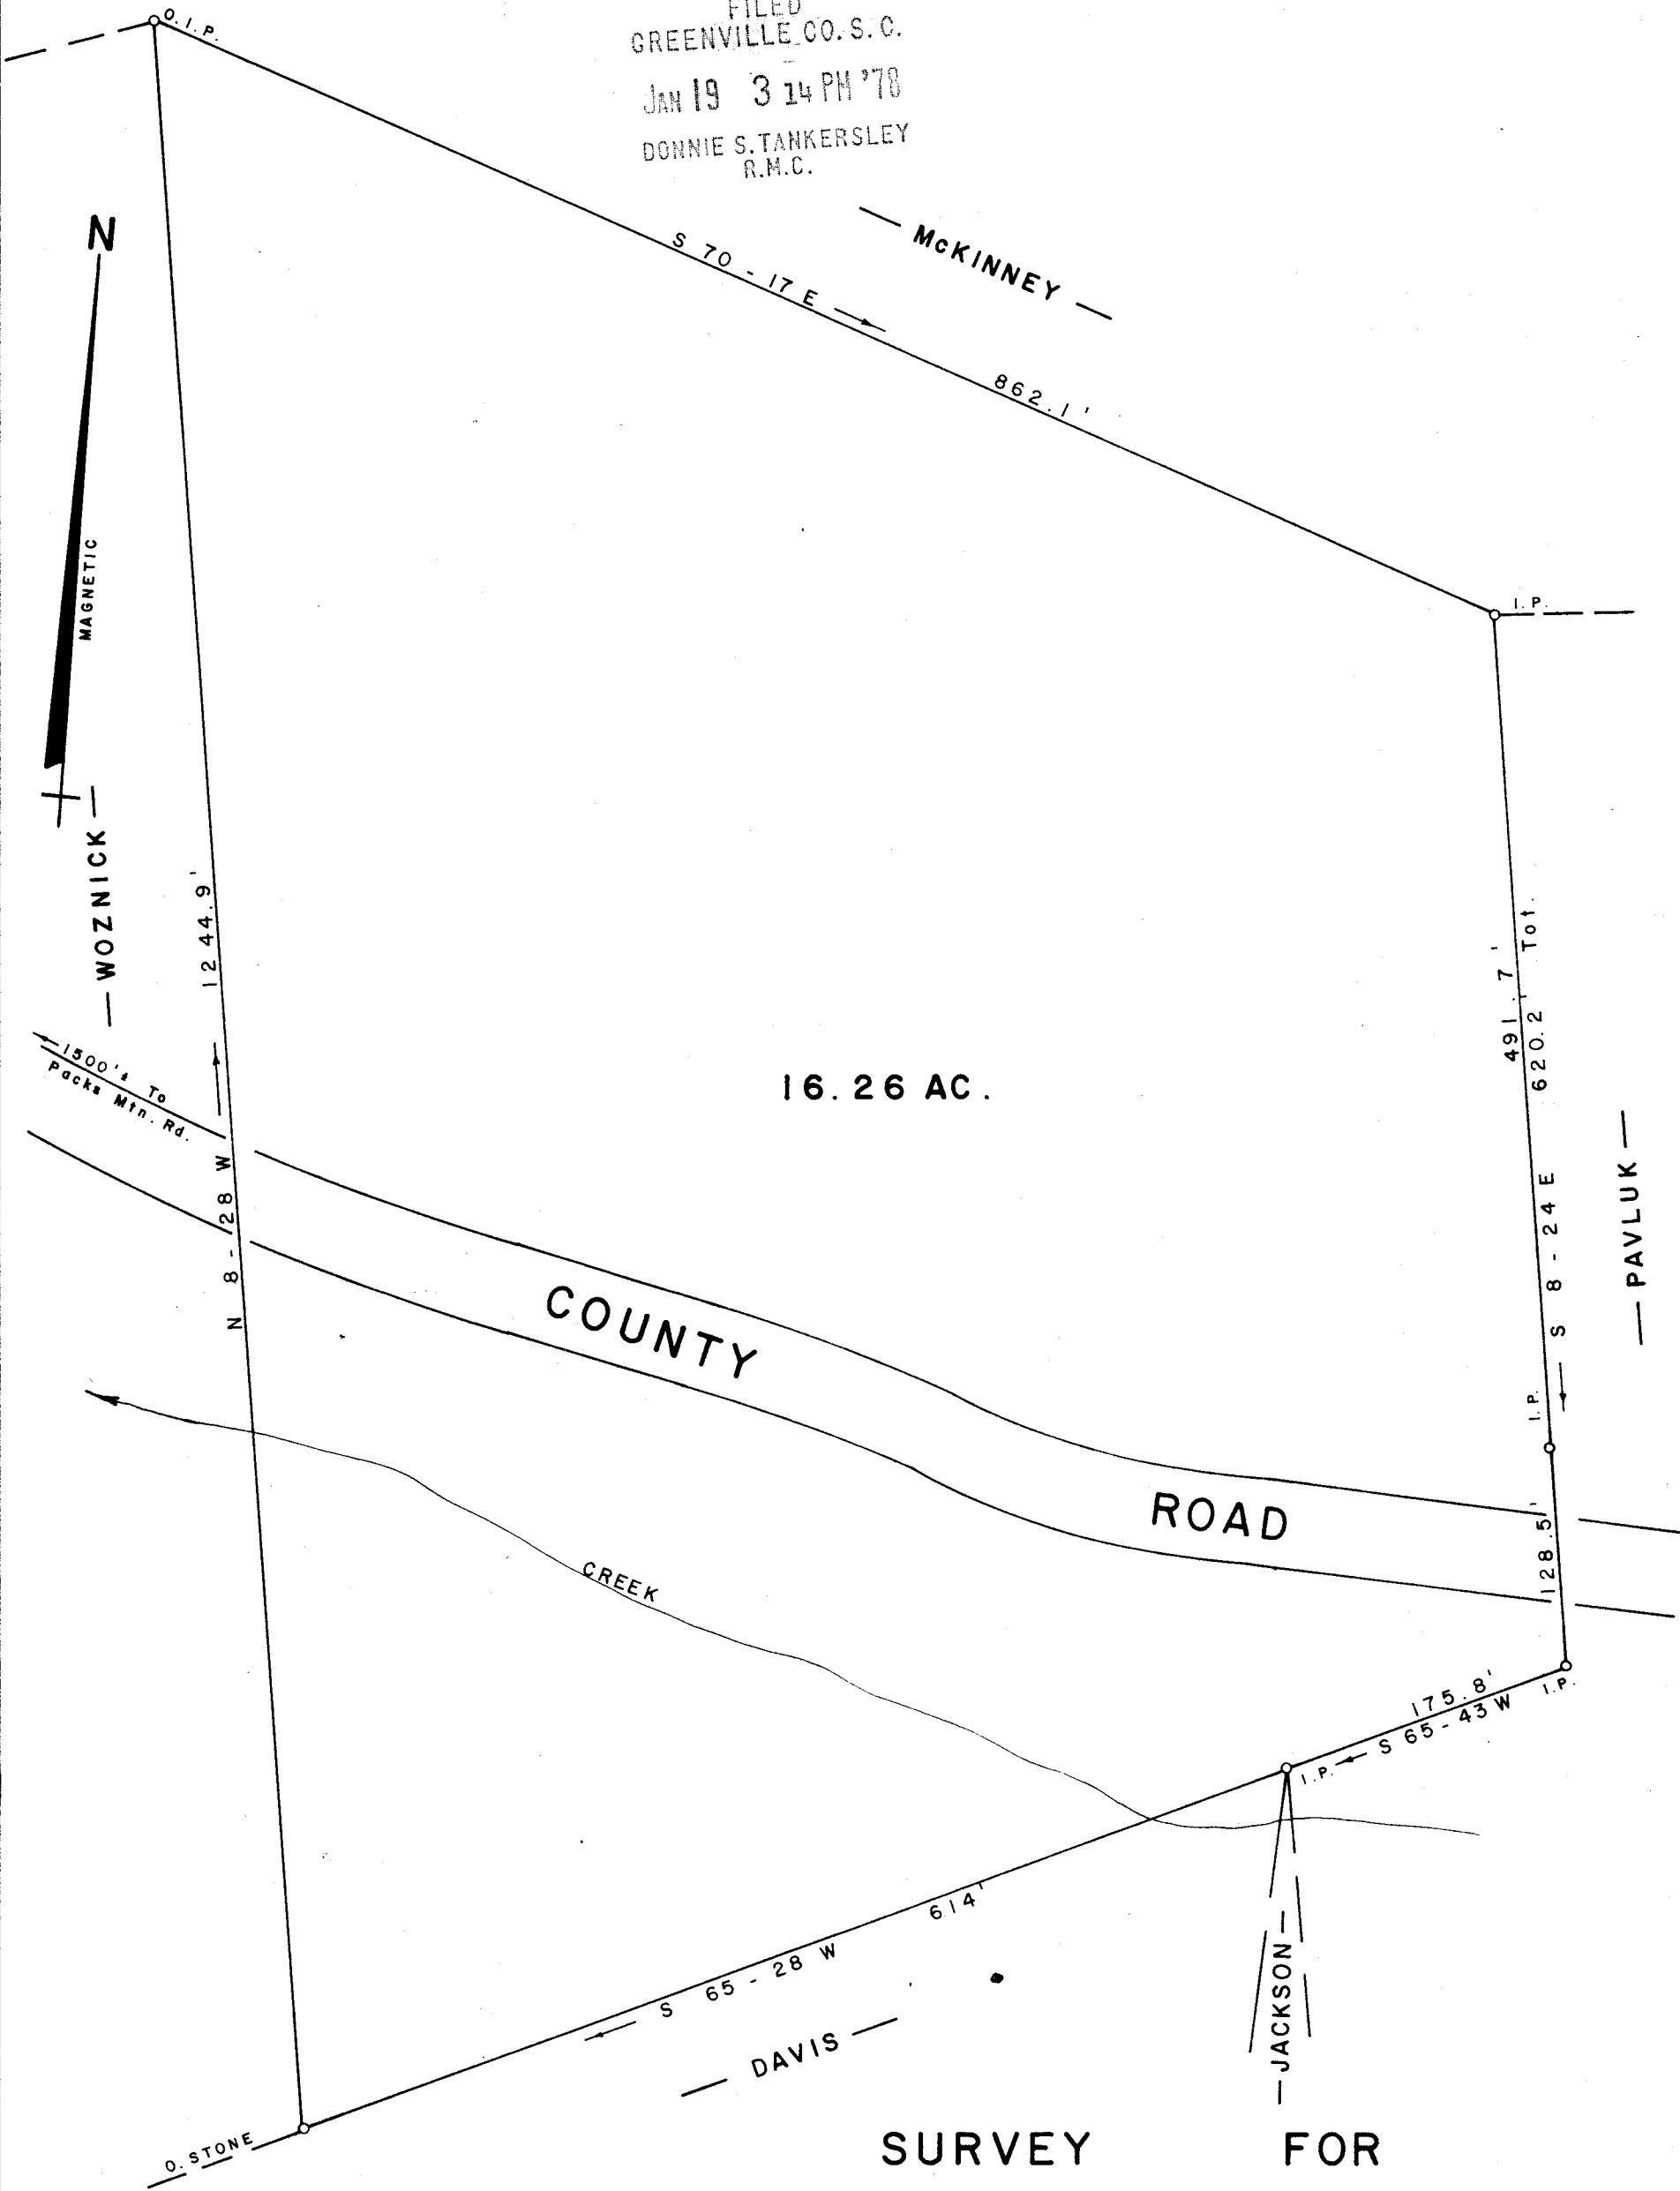 FILED
GREENVILLE CO. S. C.
JAN 19 3 14 PM '78
DONNIE S. TANKERSLEY
R.M.C.
O.I.P.
N
MAGNETIC
S 70 - 17 E
862.1'
McKINNEY
I.P.
WOZNICK
1244.9'
N 8 - 28 W
1500'± To
Packs Mtn. Rd.
16.26 AC.
491.7'
620.2' Tot.
S 8 - 24 E
PAVLUK
I.P.
128.5'
COUNTY
ROAD
CREEK
175.8'
S 65 - 43 W
I.P.
I.P.
614'
S 65 - 28 W
DAVIS
JACKSON
O. STONE
SURVEY FOR